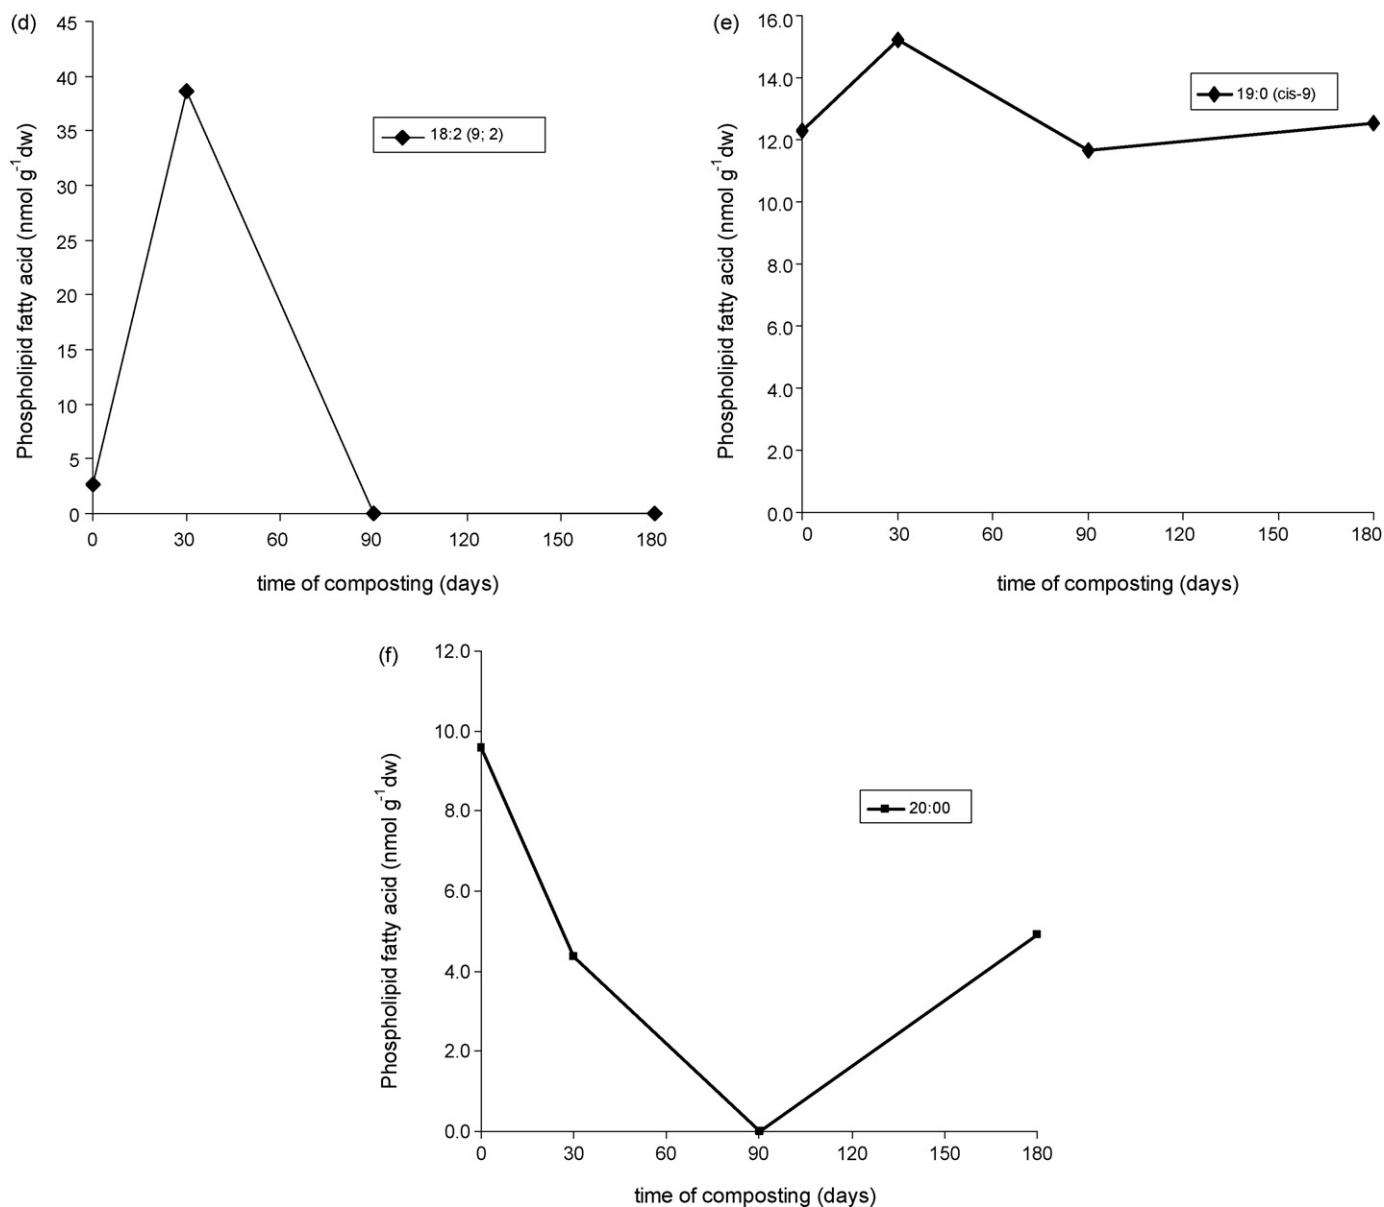 (d)
45
40
35
30
25
20
15
10
5
0
Phospholipid fatty acid (nmol g⁻¹dw)
18:2 (9; 2)
0 30 60 90 120 150 180
time of composting (days)
(e)
16.0
14.0
12.0
10.0
8.0
6.0
4.0
2.0
0.0
Phospholipid fatty acid (nmol g⁻¹dw)
19:0 (cis-9)
0 30 60 90 120 150 180
time of composting (days)
(f)
12.0
10.0
8.0
6.0
4.0
2.0
0.0
Phospholipid fatty acid (nmol g⁻¹dw)
20:00
0 30 60 90 120 150 180
time of composting (days)